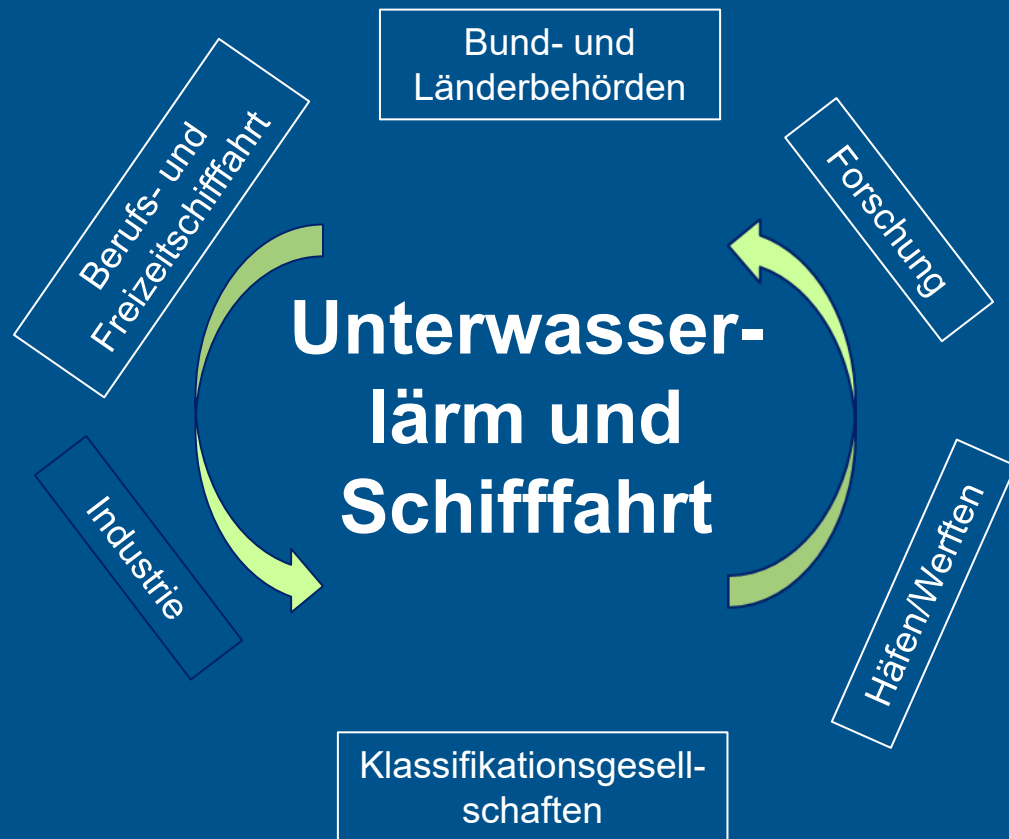 Bund- und
Länderbehörden
Berufs- und
Freizeitschifffahrt
Forschung
Unterwasser-
lärm und
Schifffahrt
Industrie
Häfen/Werften
Klassifikationsgesell-
schaften